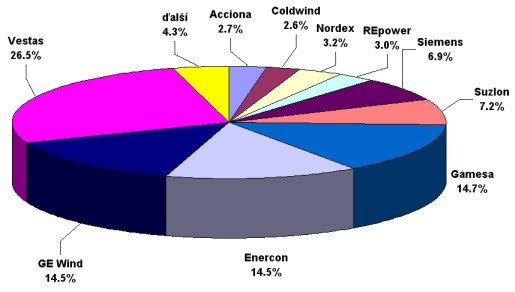 Acciona
2.7%
Coldwind
2.6%
Nordex
3.2%
REpower
3.0%
Siemens
6.9%
Suzlon
7.2%
Gamesa
14.7%
Enercon
14.5%
GE Wind
14.5%
Vestas
26.5%
ďalší
4.3%